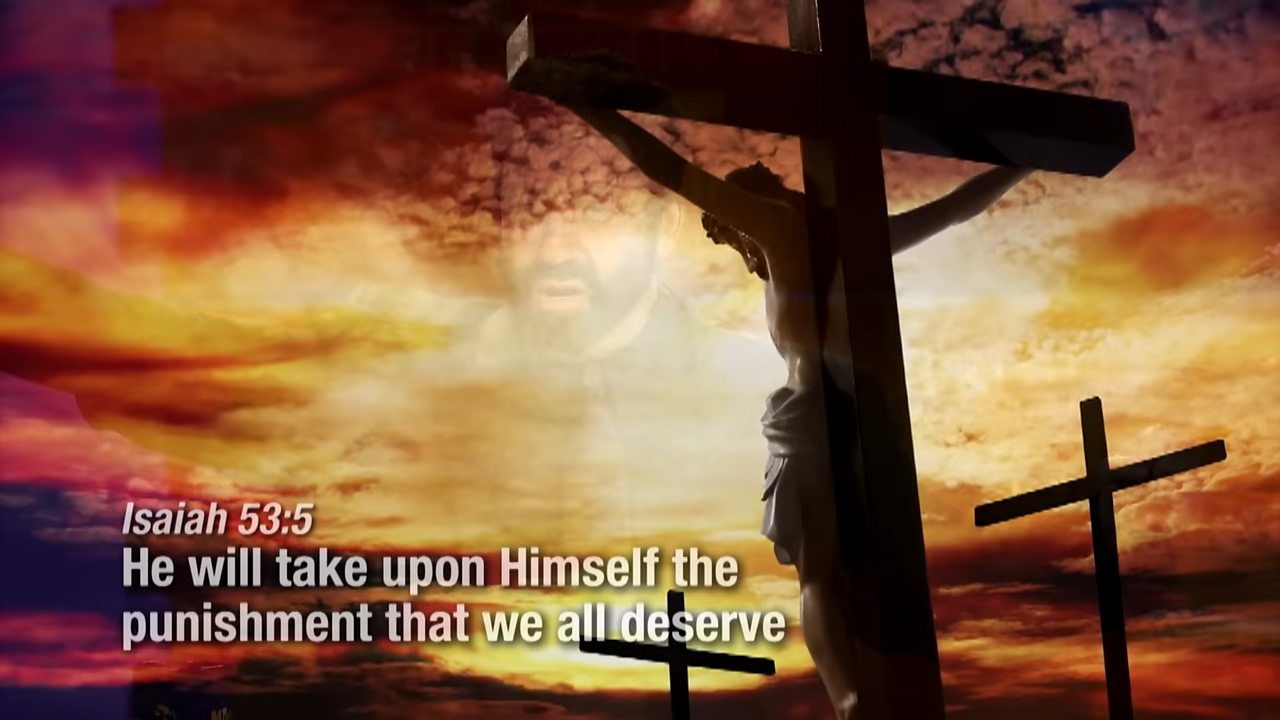 Isaiah 53:5
He will take upon Himself the
punishment that we all deserve